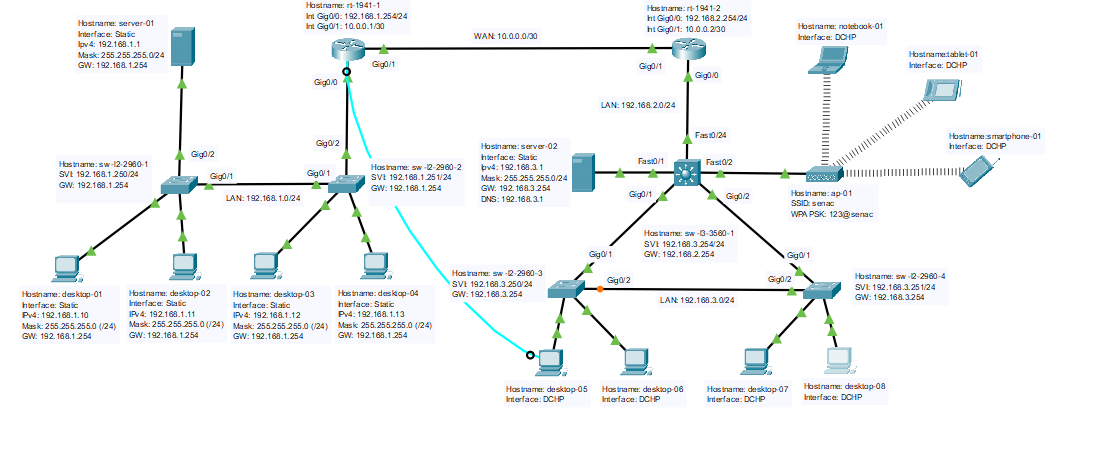 Hostname: server-01
Interface: Static
Ipv4: 192.168.1.1
Mask: 255.255.255.0/24
GW: 192.168.1.254
Hostname: rt-1941-1
Int Gig0/0: 192.168.1.254/24
Int Gig0/1: 10.0.0.1/30
Gig0/1
Gig0/0
WAN: 10.0.0.0/30
Hostname: rt-1941-2
Int Gig0/0: 192.168.2.254/24
Int Gig0/1: 10.0.0.2/30
Gig0/1
Gig0/0
Hostname: notebook-01
Interface: DCHP
Hostname:tablet-01
Interface: DCHP
Hostname:smartphone-01
Interface: DCHP
LAN: 192.168.2.0/24
Fast0/24
Gig0/2
Gig0/2
Hostname: sw-l2-2960-1
SVI: 192.168.1.250/24
GW: 192.168.1.254
Gig0/1
LAN: 192.168.1.0/24
Gig0/1
Hostname: sw-l2-2960-2
SVI: 192.168.1.251/24
GW: 192.168.1.254
Hostname: server-02
Interface: Static
Ipv4: 192.168.3.1
Mask: 255.255.255.0/24
GW: 192.168.3.254
DNS: 192.168.3.1
Fast0/1
Fast0/2
Gig0/1
Gig0/2
Hostname: ap-01
SSID: senac
WPA PSK: 123@senac
Hostname: sw-l3-3560-1
SVI: 192.168.3.254/24
GW: 192.168.2.254
Hostname: sw-l2-2960-3
SVI: 192.168.3.250/24
GW: 192.168.3.254
Gig0/1
Gig0/2
LAN: 192.168.3.0/24
Gig0/1
Gig0/2
Hostname: sw-l2-2960-4
SVI: 192.168.3.251/24
GW: 192.168.3.254
Hostname: desktop-01
Interface: Static
IPv4: 192.168.1.10
Mask: 255.255.255.0 (/24)
GW: 192.168.1.254
Hostname: desktop-02
Interface: Static
IPv4: 192.168.1.11
Mask: 255.255.255.0 (/24)
GW: 192.168.1.254
Hostname: desktop-03
Interface: Static
IPv4: 192.168.1.12
Mask: 255.255.255.0 (/24)
GW: 192.168.1.254
Hostname: desktop-04
Interface: Static
IPv4: 192.168.1.13
Mask: 255.255.255.0 (/24)
GW: 192.168.1.254
Hostname: desktop-05
Interface: DCHP
Hostname: desktop-06
Interface: DCHP
Hostname: desktop-07
Interface: DCHP
Hostname: desktop-08
Interface: DCHP